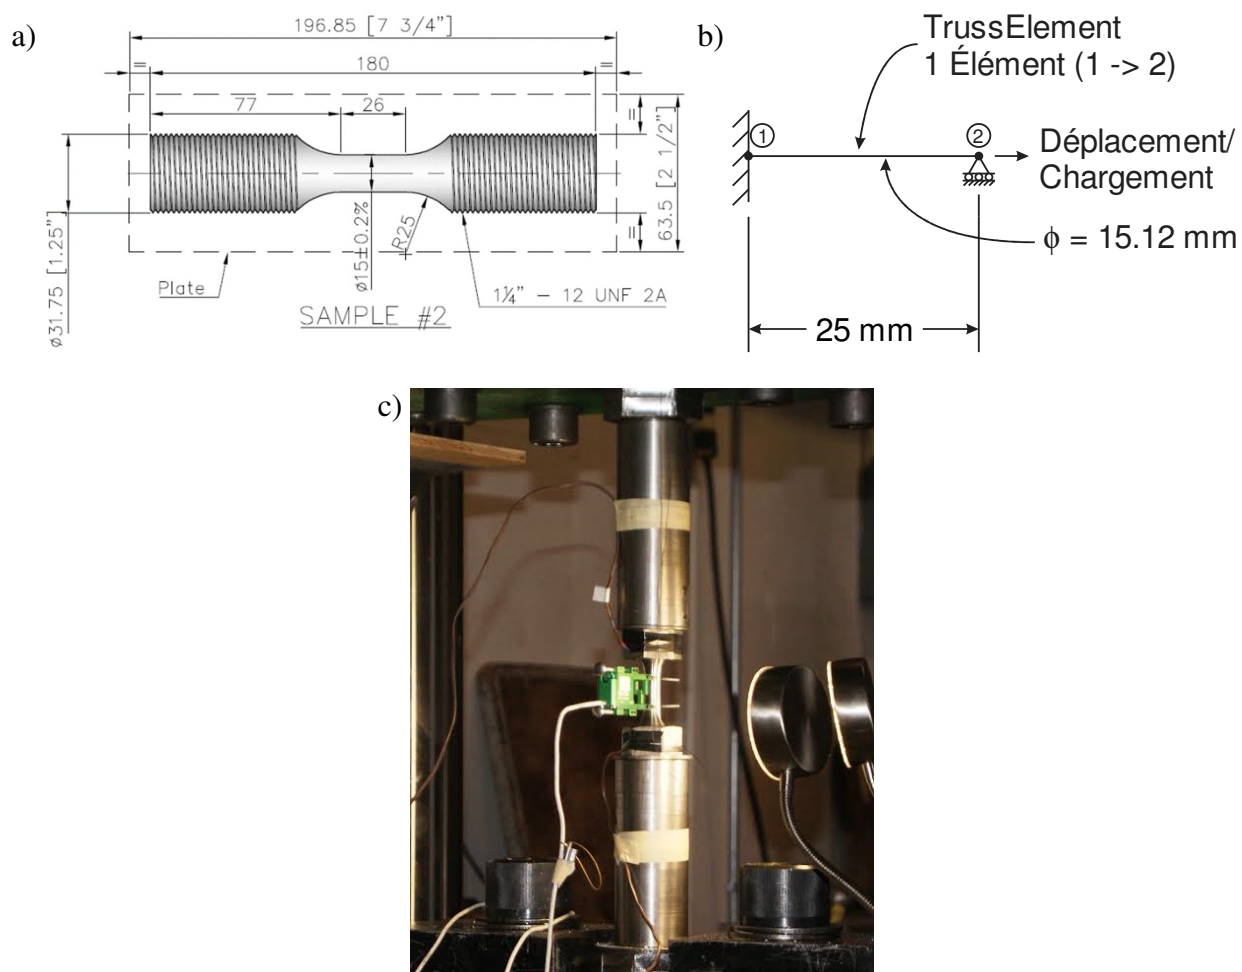 a)
196.85 [7 3/4"]
=
180
=
77
26
=
=
ø31.75 [1.25"]
63.5 [2 1/2"]
ø15±0.2%
R25
Plate
1¼" - 12 UNF 2A
SAMPLE #2
b)
TrussElement
1 Élément (1 -> 2)
1
2
Déplacement/
Chargement
ϕ = 15.12 mm
25 mm
c)